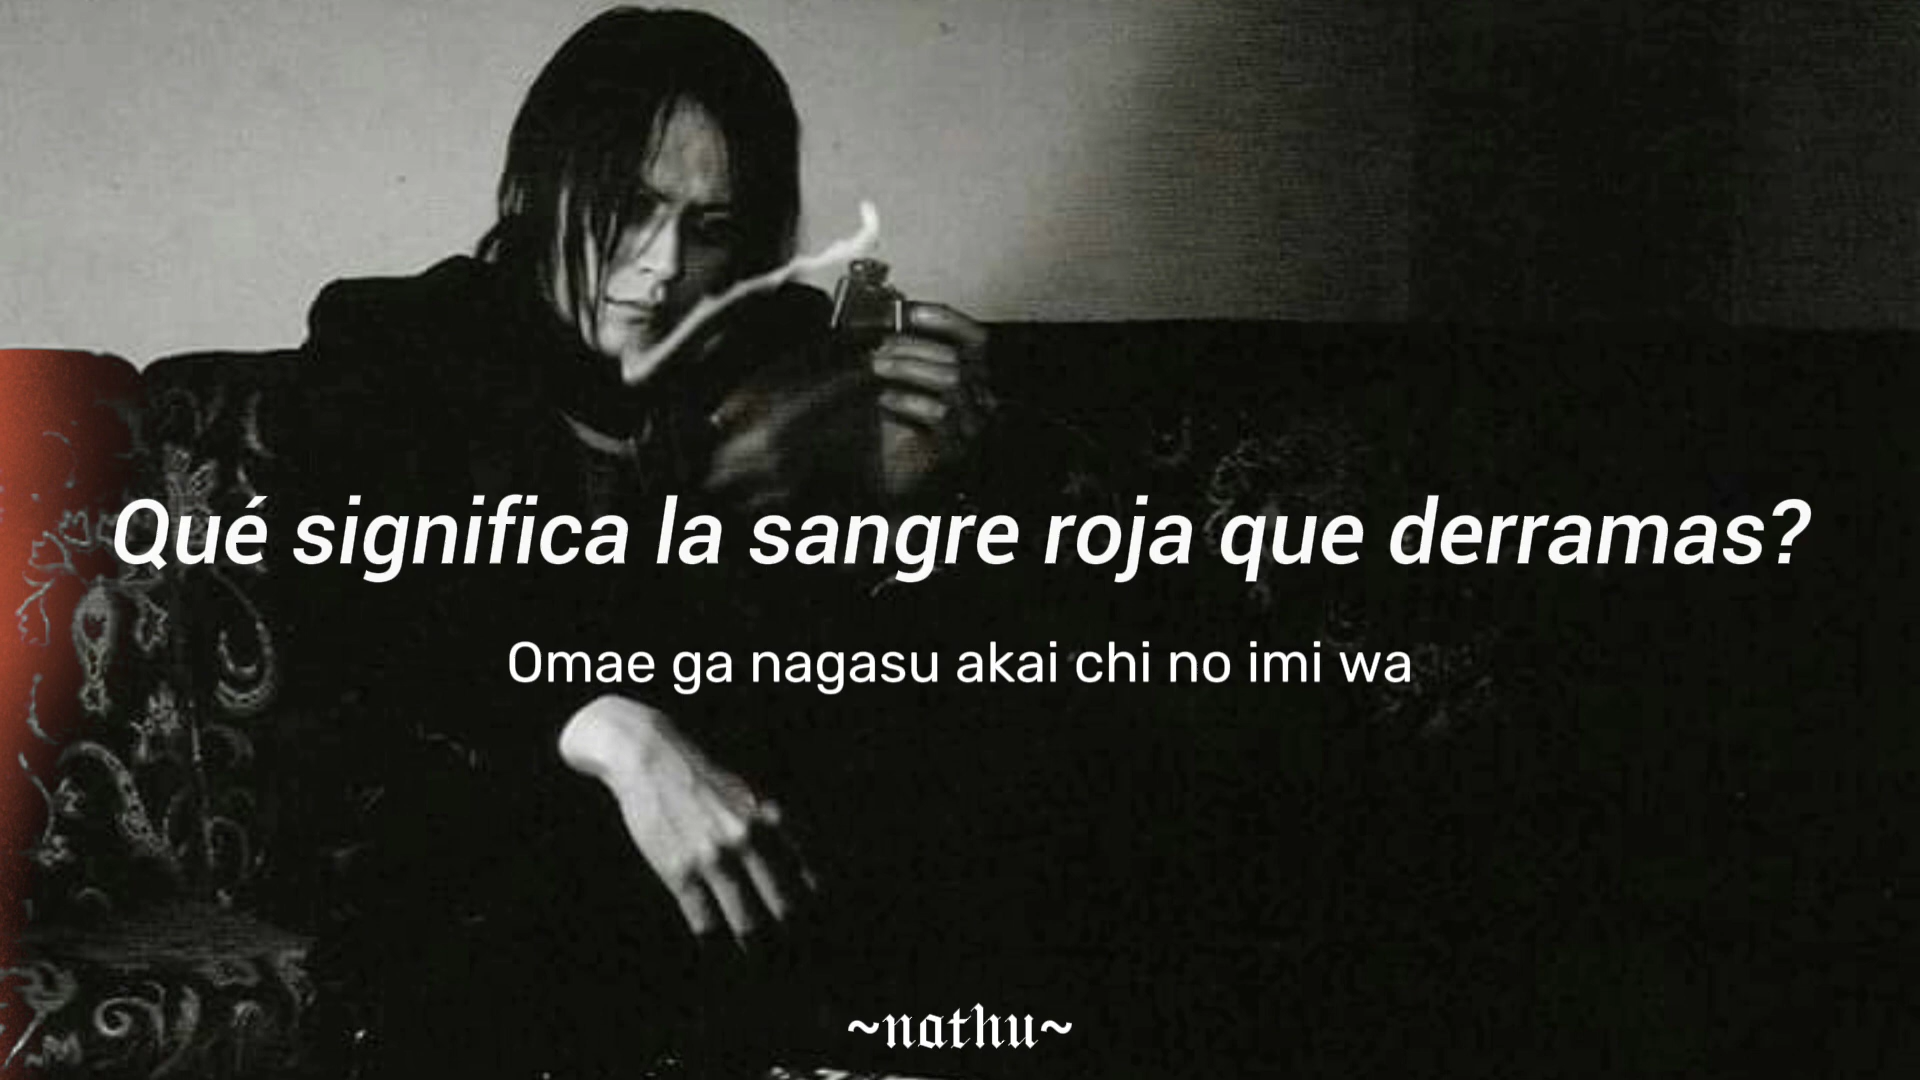 Qué significa la sangre roja que derramas?
Omae ga nagasu akai chi no imi wa
~nathu~